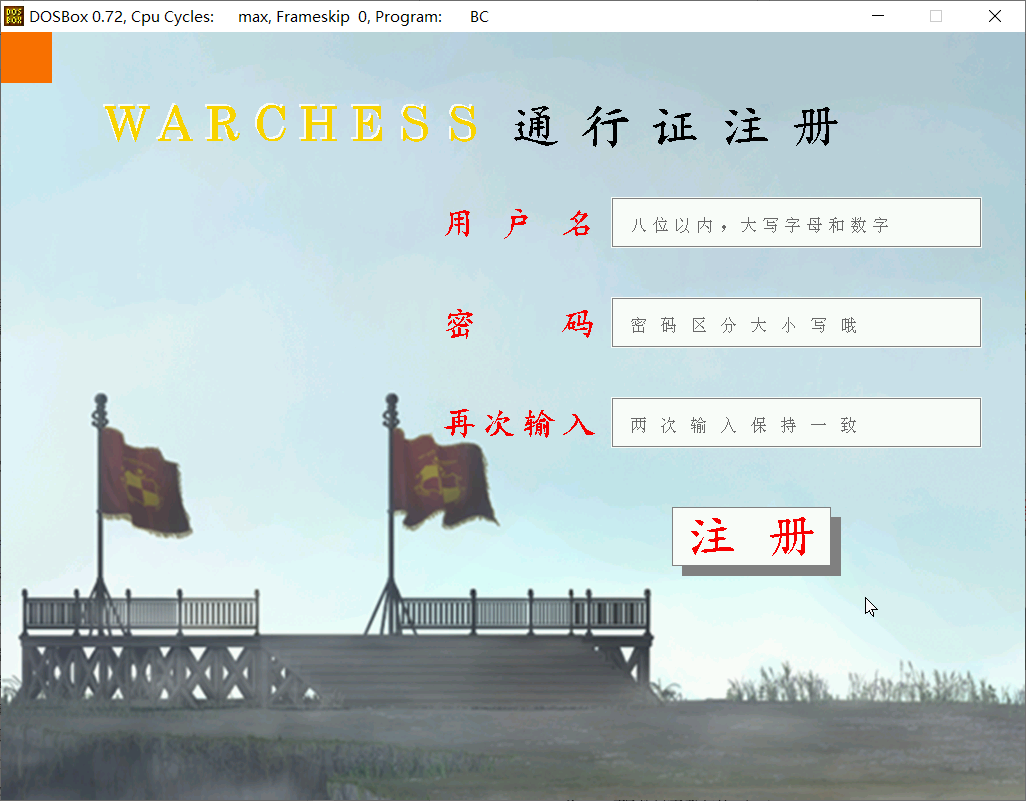 DOSBox 0.72, Cpu Cycles: max, Frameskip 0, Program: BC
WARCHESS 通行证注册
用户名 八位以内，大写字母和数字
密码 密码区分大小写哦
再次输入 两次输入保持一致
注册